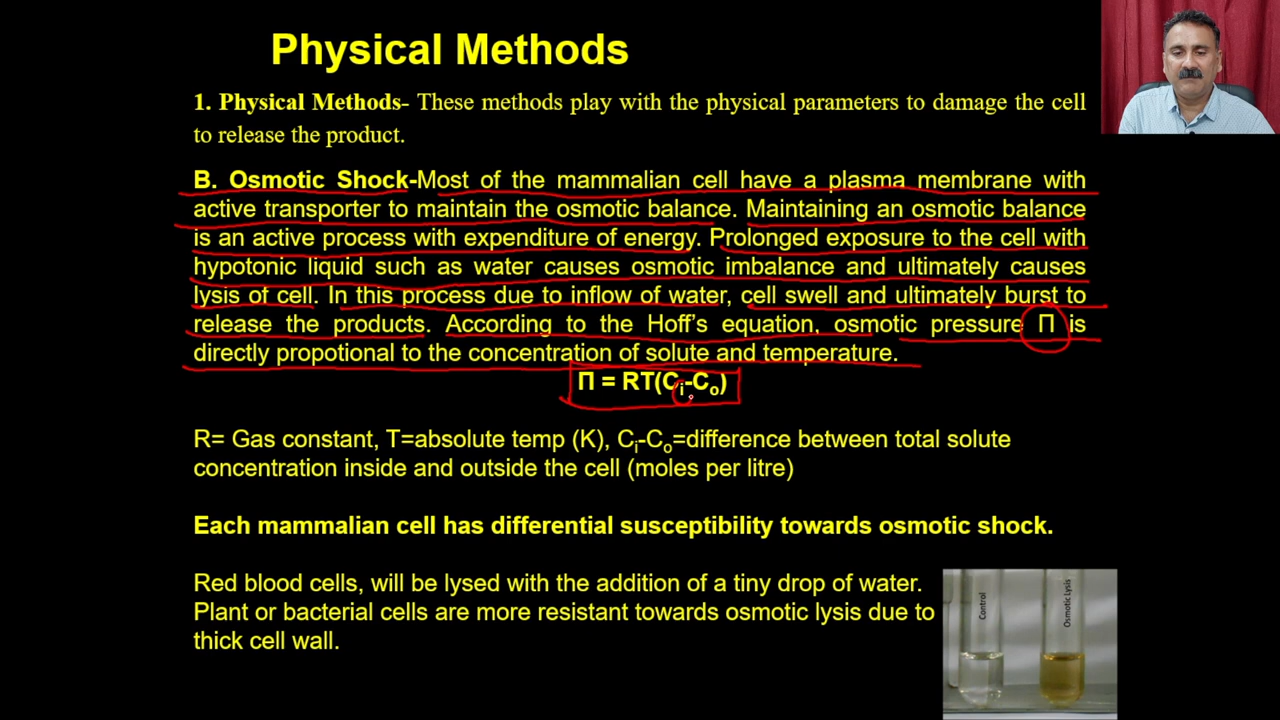 Physical Methods
1. Physical Methods- These methods play with the physical parameters to damage the cell
to release the product.
B. Osmotic Shock-Most of the mammalian cell have a plasma membrane with
active transporter to maintain the osmotic balance. Maintaining an osmotic balance
is an active process with expenditure of energy. Prolonged exposure to the cell with
hypotonic liquid such as water causes osmotic imbalance and ultimately causes
lysis of cell. In this process due to inflow of water, cell swell and ultimately burst to
release the products. According to the Hoff's equation, osmotic pressure Π is
directly propotional to the concentration of solute and temperature.
Π = RT(Ci-Co)
R= Gas constant, T=absolute temp (K), Ci-Co=difference between total solute
concentration inside and outside the cell (moles per litre)
Each mammalian cell has differential susceptibility towards osmotic shock.
Red blood cells, will be lysed with the addition of a tiny drop of water.
Plant or bacterial cells are more resistant towards osmotic lysis due to
thick cell wall.
Control
Osmotic Lysis